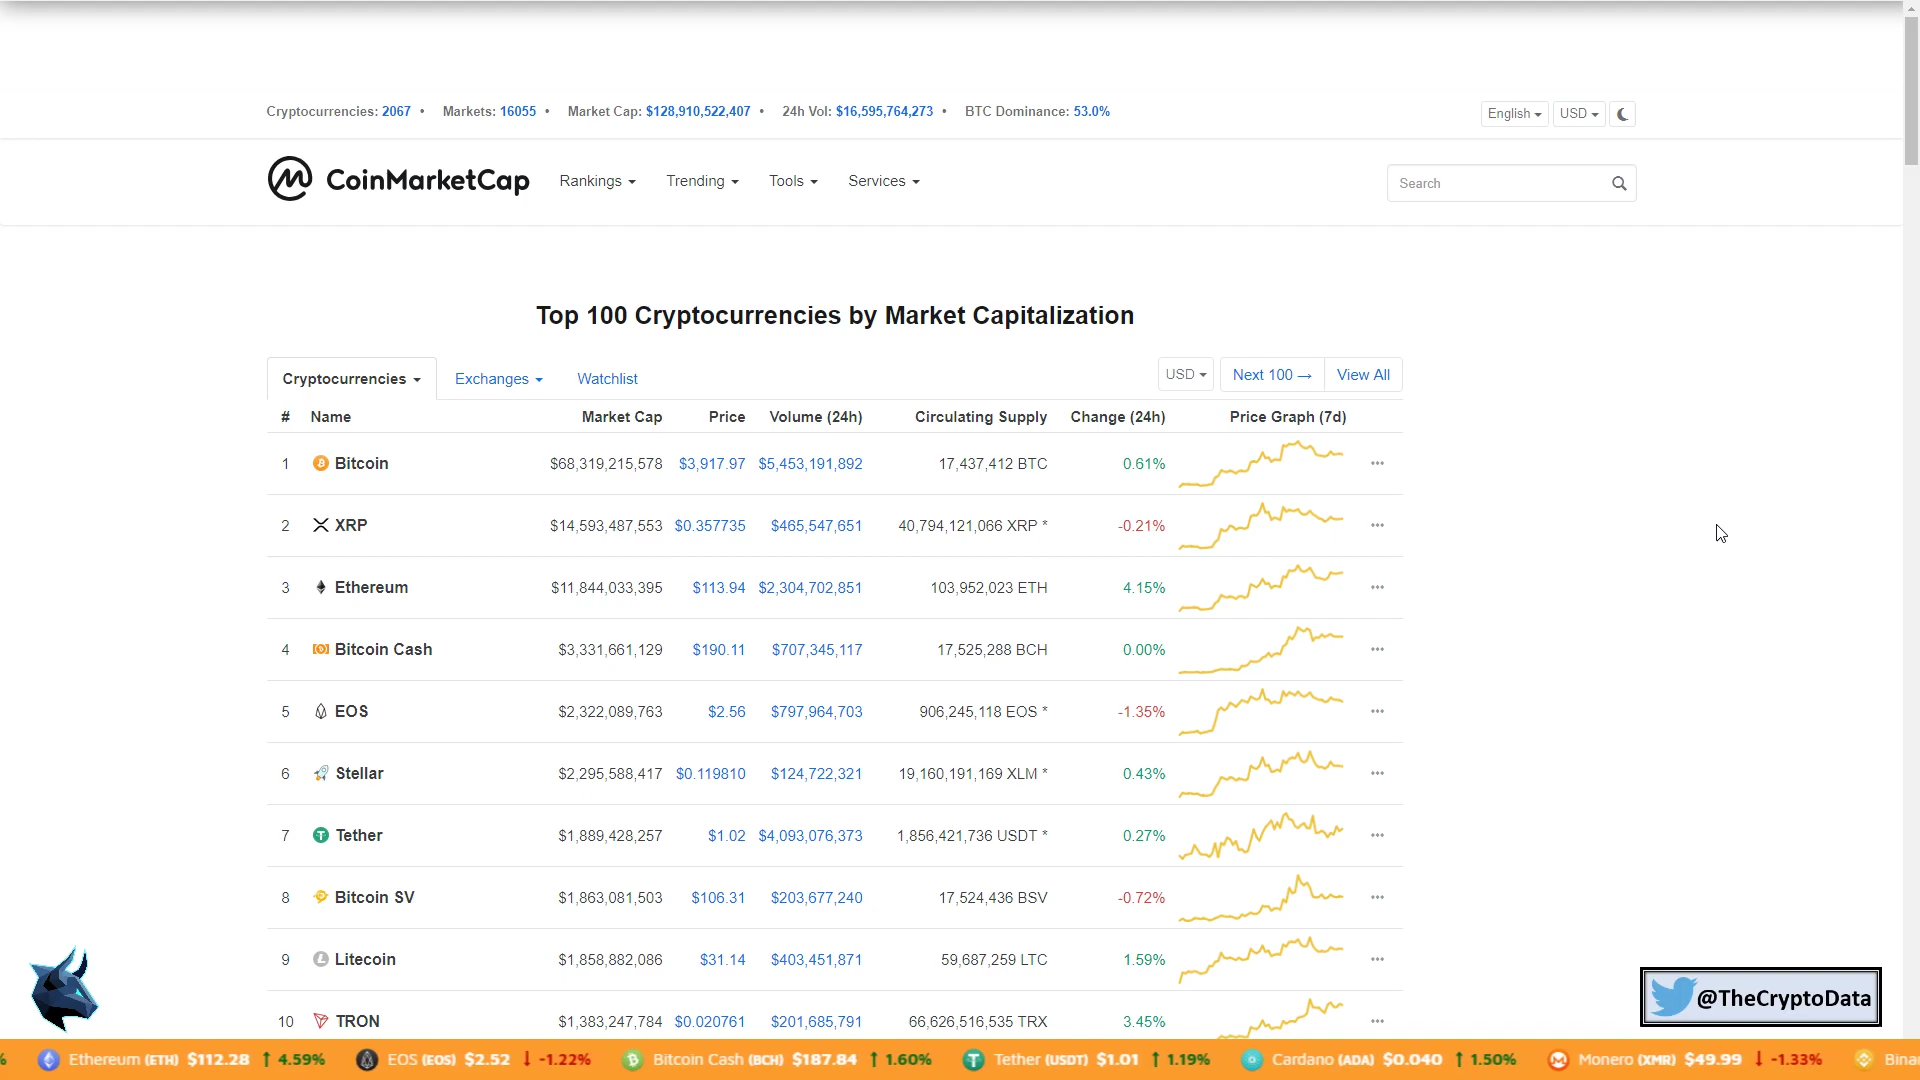 Cryptocurrencies: 2067 • Markets: 16055 • Market Cap: $128,910,522,407 • 24h Vol: $16,595,764,273 • BTC Dominance: 53.0% English USD
CoinMarketCap Rankings Trending Tools Services Search
Top 100 Cryptocurrencies by Market Capitalization
Cryptocurrencies Exchanges Watchlist USD Next 100 → View All
# Name Market Cap Price Volume (24h) Circulating Supply Change (24h) Price Graph (7d)
1 Bitcoin $68,319,215,578 $3,917.97 $5,453,191,892 17,437,412 BTC 0.61%
2 XRP $14,593,487,553 $0.357735 $465,547,651 40,794,121,066 XRP * -0.21%
3 Ethereum $11,844,033,395 $113.94 $2,304,702,851 103,952,023 ETH 4.15%
4 Bitcoin Cash $3,331,661,129 $190.11 $707,345,117 17,525,288 BCH 0.00%
5 EOS $2,322,089,763 $2.56 $797,964,703 906,245,118 EOS * -1.35%
6 Stellar $2,295,588,417 $0.119810 $124,722,321 19,160,191,169 XLM * 0.43%
7 Tether $1,889,428,257 $1.02 $4,093,076,373 1,856,421,736 USDT * 0.27%
8 Bitcoin SV $1,863,081,503 $106.31 $203,677,240 17,524,436 BSV -0.72%
9 Litecoin $1,858,882,086 $31.14 $403,451,871 59,687,259 LTC 1.59%
10 TRON $1,383,247,784 $0.020761 $201,685,791 66,626,516,535 TRX 3.45%
@TheCryptoData
% Ethereum (ETH) $112.28 ↑ 4.59% EOS (EOS) $2.52 ↓ -1.22% Bitcoin Cash (BCH) $187.84 ↑ 1.60% Tether (USDT) $1.01 ↑ 1.19% Cardano (ADA) $0.040 ↑ 1.50% Monero (XMR) $49.99 ↓ -1.33% Bina